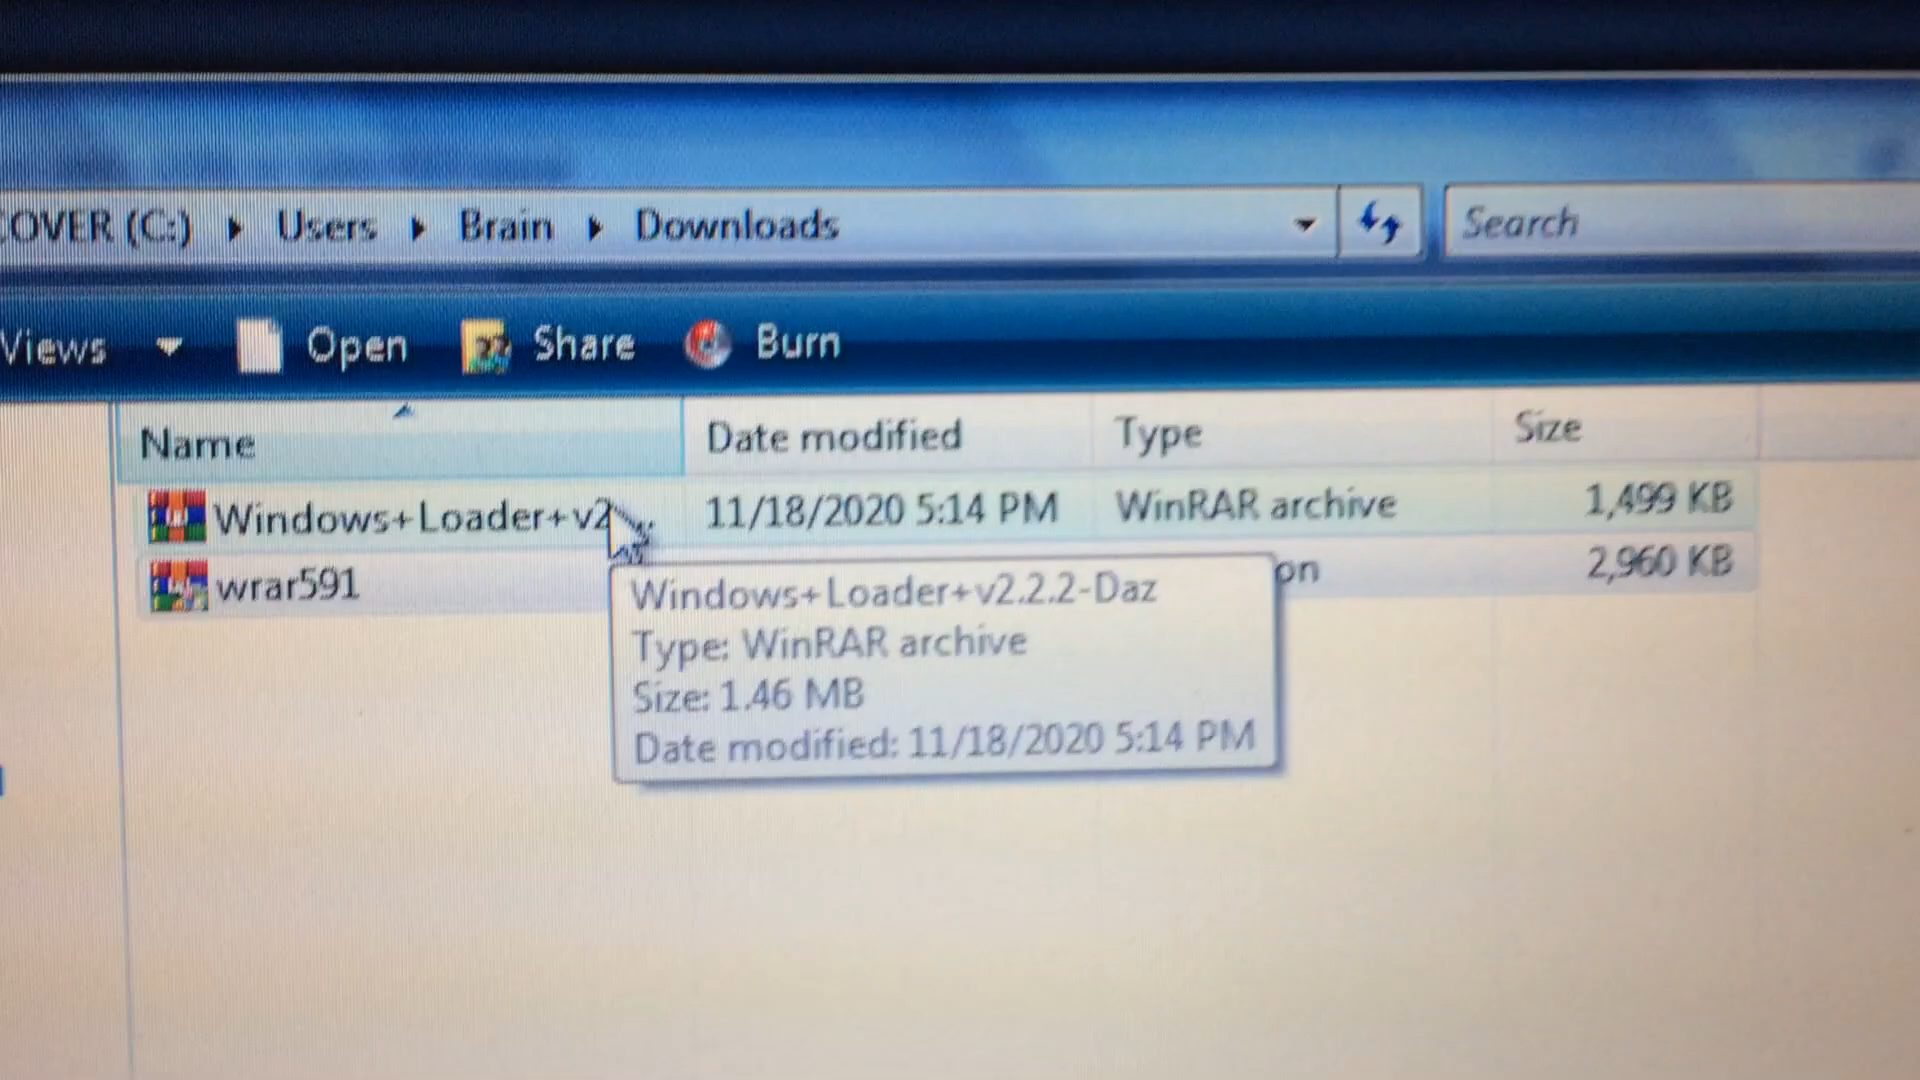 COVER (C:) Users Brain Downloads Search
Views Open Share Burn
Name Date modified Type Size
Windows+Loader+v2 11/18/2020 5:14 PM WinRAR archive 1,499 KB
wrar591 on 2,960 KB
Windows+Loader+v2.2.2-Daz
Type: WinRAR archive
Size: 1.46 MB
Date modified: 11/18/2020 5:14 PM